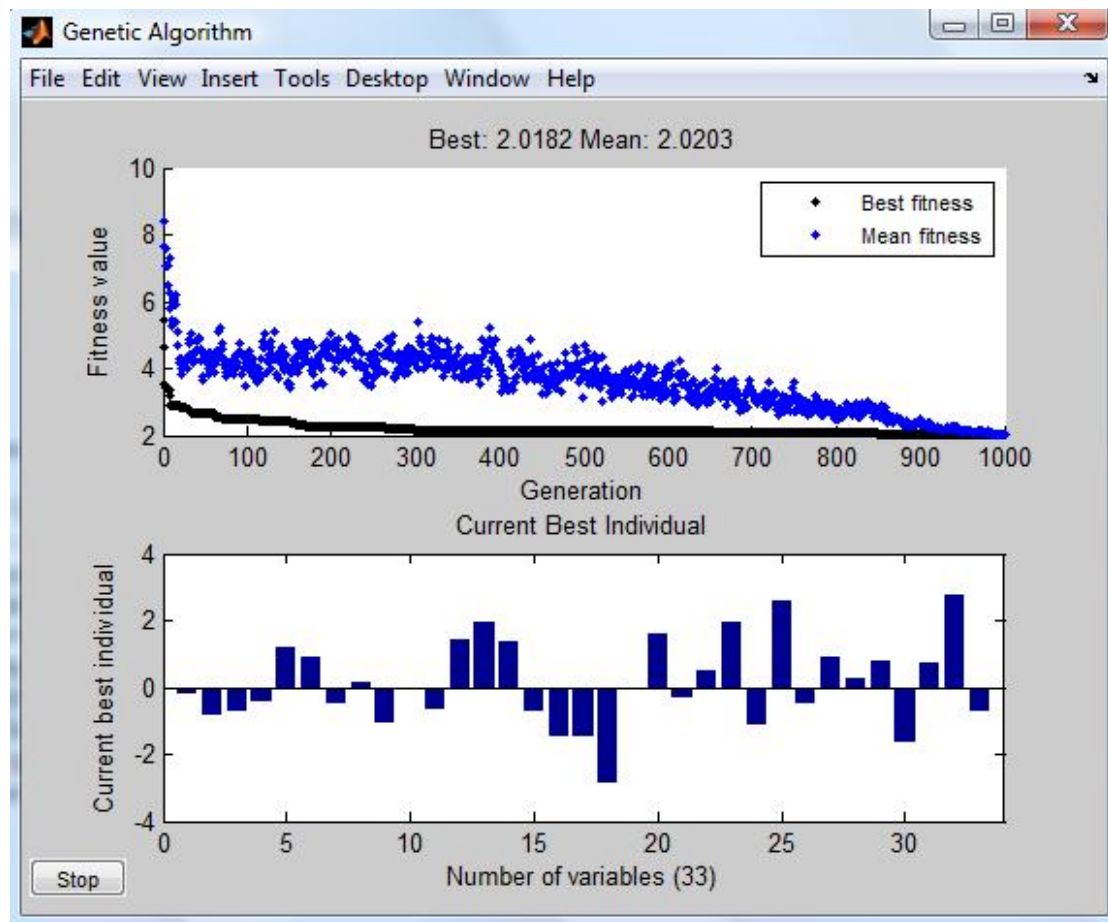 Genetic Algorithm
File Edit View Insert Tools Desktop Window Help
Best: 2.0182 Mean: 2.0203
Fitness value
10
8
6
4
2
Best fitness
Mean fitness
0 100 200 300 400 500 600 700 800 900 1000
Generation
Current Best Individual
Current best individual
4
2
0
-2
-4
0 5 10 15 20 25 30
Number of variables (33)
Stop